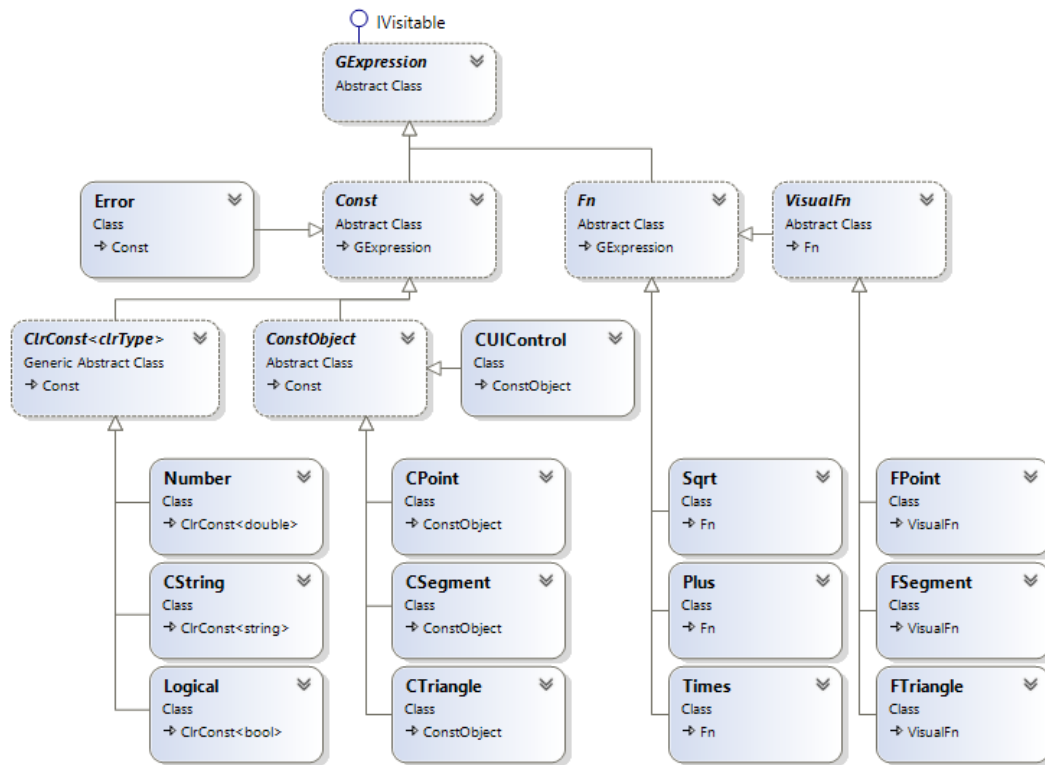 IVisitable
GExpression
Abstract Class
Error
Class
Const
Const
Abstract Class
GExpression
Fn
Abstract Class
GExpression
VisualFn
Abstract Class
Fn
ClrConst<clrType>
Generic Abstract Class
Const
ConstObject
Abstract Class
Const
CUIControl
Class
ConstObject
Number
Class
ClrConst<double>
CPoint
Class
ConstObject
Sqrt
Class
Fn
FPoint
Class
VisualFn
CString
Class
ClrConst<string>
CSegment
Class
ConstObject
Plus
Class
Fn
FSegment
Class
VisualFn
Logical
Class
ClrConst<bool>
CTriangle
Class
ConstObject
Times
Class
Fn
FTriangle
Class
VisualFn